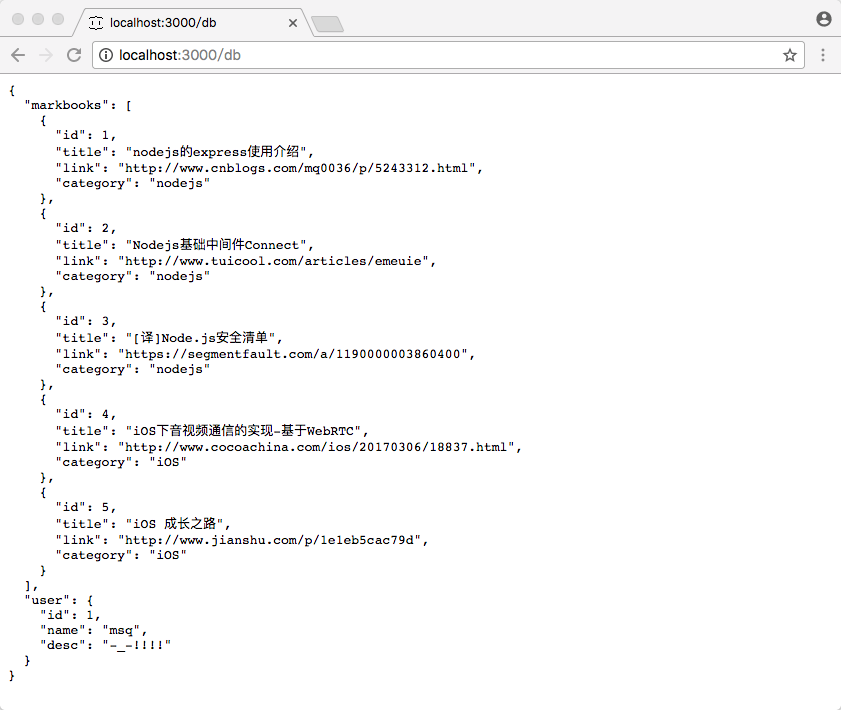 localhost:3000/db
localhost:3000/db
{
  "markbooks": [
    {
      "id": 1,
      "title": "nodejs的express使用介绍",
      "link": "http://www.cnblogs.com/mq0036/p/5243312.html",
      "category": "nodejs"
    },
    {
      "id": 2,
      "title": "Nodejs基础中间件Connect",
      "link": "http://www.tuicool.com/articles/emeuie",
      "category": "nodejs"
    },
    {
      "id": 3,
      "title": "[译]Node.js安全清单",
      "link": "https://segmentfault.com/a/1190000003860400",
      "category": "nodejs"
    },
    {
      "id": 4,
      "title": "iOS下音视频通信的实现-基于WebRTC",
      "link": "http://www.cocoachina.com/ios/20170306/18837.html",
      "category": "iOS"
    },
    {
      "id": 5,
      "title": "iOS 成长之路",
      "link": "http://www.jianshu.com/p/1e1eb5cac79d",
      "category": "iOS"
    }
  ],
  "user": {
    "id": 1,
    "name": "msq",
    "desc": "-_-!!!!"
  }
}